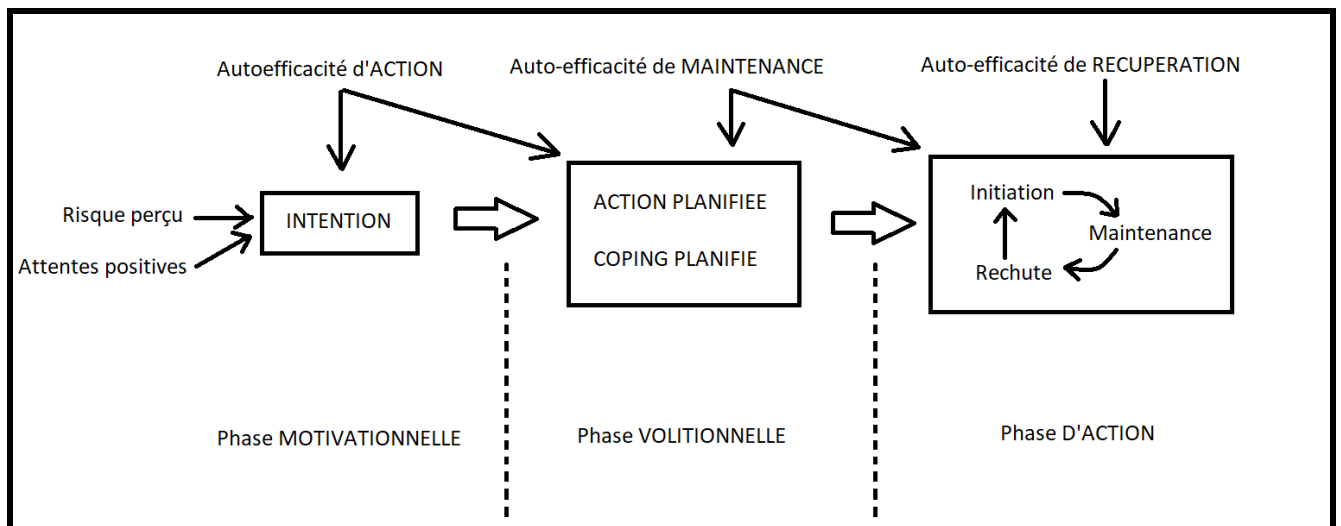 Autoefficacité d'ACTION
Auto-efficacité de MAINTENANCE
Auto-efficacité de RECUPERATION
Risque perçu
Attentes positives
INTENTION
ACTION PLANIFIEE
COPING PLANIFIE
Initiation
Maintenance
Rechute
Phase MOTIVATIONNELLE
Phase VOLITIONNELLE
Phase D'ACTION